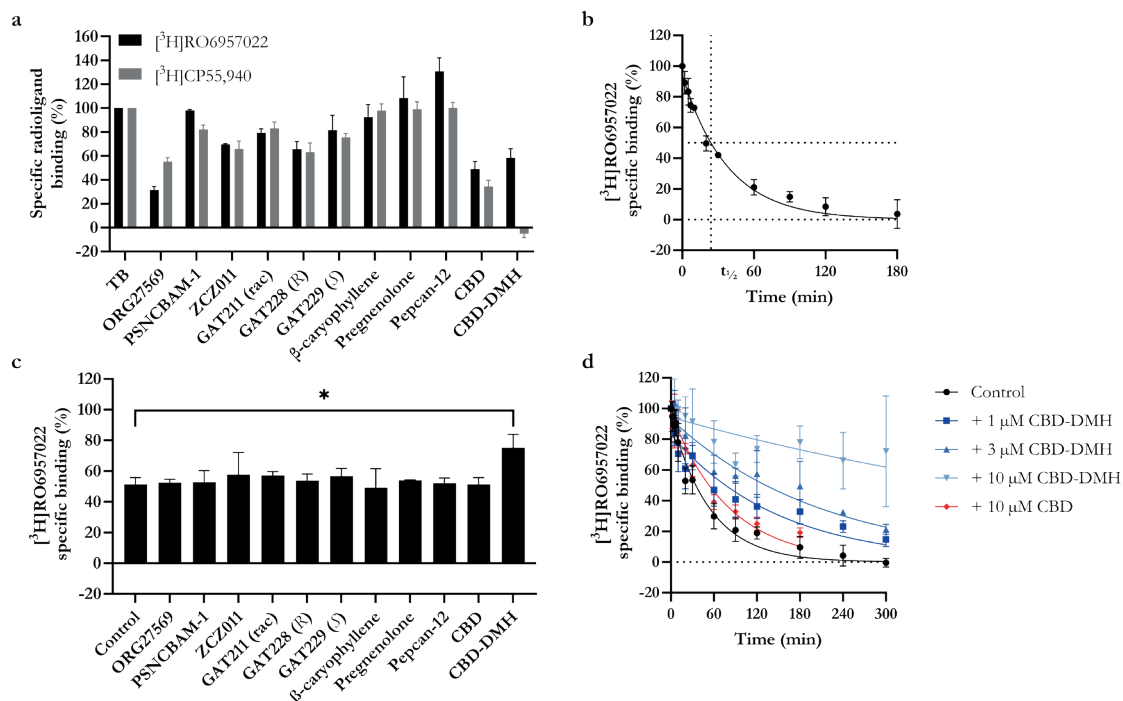 a
[³H]RO6957022
[³H]CP55,940
Specific radioligand
binding (%)
160
140
120
100
80
60
40
20
0
-20
TB
ORG27569
PSNCBAM-1
ZCZ011
GAT211 (rac)
GAT228 (R)
GAT229 (S)
β-caryophyllene
Pregnenolone
Pepcan-12
CBD
CBD-DMH
b
[³H]RO6957022
specific binding (%)
120
100
80
60
40
20
0
-20
0
t½
60
120
180
Time (min)
c
[³H]RO6957022
specific binding (%)
120
100
80
60
40
20
0
-20
*
Control
ORG27569
PSNCBAM-1
ZCZ011
GAT211 (rac)
GAT228 (R)
GAT229 (S)
ß-caryophyllene
Pregnenolone
Pepcan-12
CBD
CBD-DMH
d
[³H]RO6957022
specific binding (%)
120
100
80
60
40
20
0
-20
0
60
120
180
240
300
Time (min)
Control
+ 1 μM CBD-DMH
+ 3 μM CBD-DMH
+ 10 μM CBD-DMH
+ 10 μM CBD